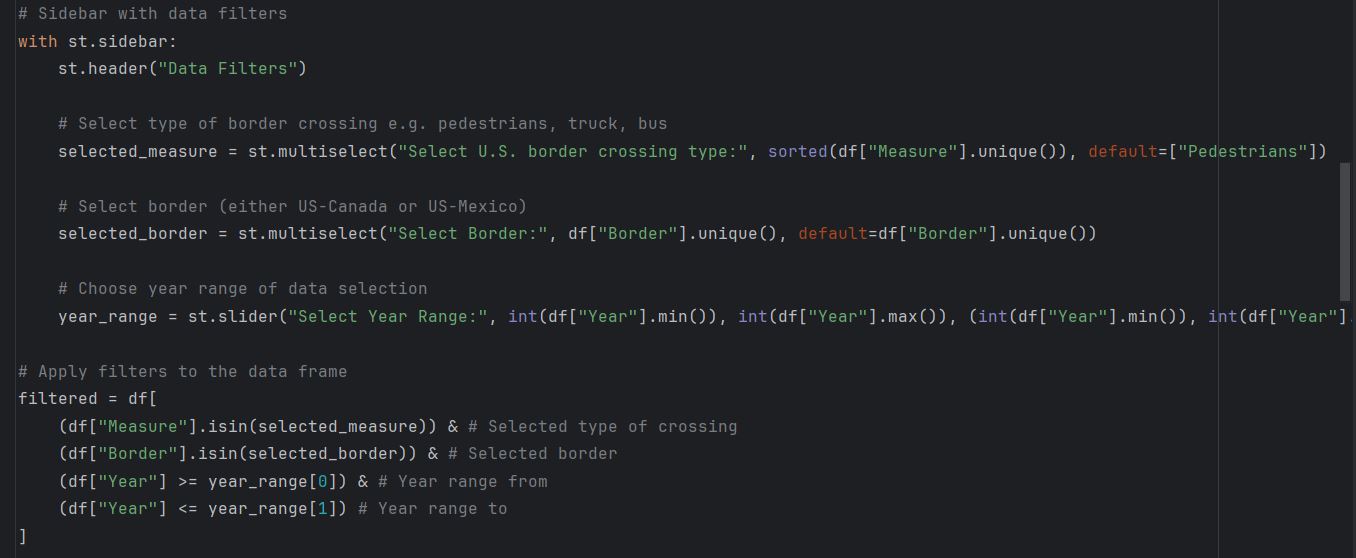 # Sidebar with data filters
with st.sidebar:
    st.header("Data Filters")
    # Select type of border crossing e.g. pedestrians, truck, bus
    selected_measure = st.multiselect("Select U.S. border crossing type:", sorted(df["Measure"].unique()), default=["Pedestrians"])
    # Select border (either US-Canada or US-Mexico)
    selected_border = st.multiselect("Select Border:", df["Border"].unique(), default=df["Border"].unique())
    # Choose year range of data selection
    year_range = st.slider("Select Year Range:", int(df["Year"].min()), int(df["Year"].max()), (int(df["Year"].min()), int(df["Year"].
# Apply filters to the data frame
filtered = df[
    (df["Measure"].isin(selected_measure)) & # Selected type of crossing
    (df["Border"].isin(selected_border)) & # Selected border
    (df["Year"] >= year_range[0]) & # Year range from
    (df["Year"] <= year_range[1]) # Year range to
]